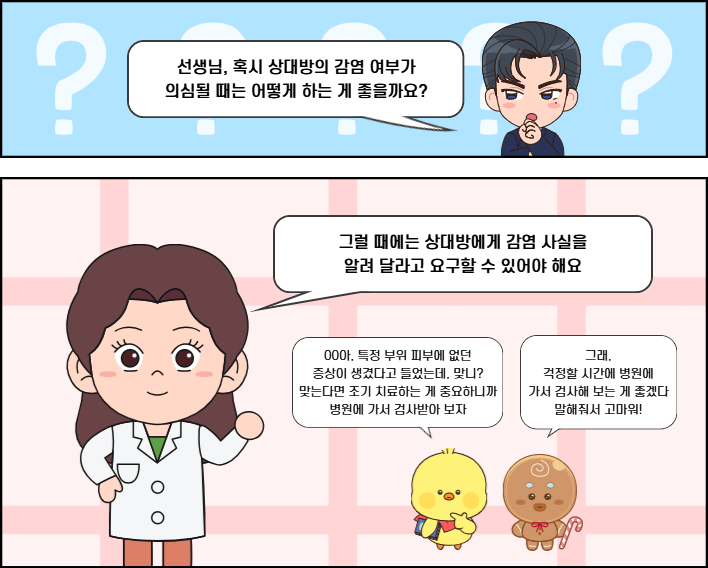 선생님, 혹시 상대방의 감염 여부가
의심될 때는 어떻게 하는 게 좋을까요?
그럴 때에는 상대방에게 감염 사실을
알려 달라고 요구할 수 있어야 해요
OO아, 특정 부위 피부에 없던
증상이 생겼다고 들었는데, 맞니?
맞는다면 조기 치료하는 게 중요하니까
병원에 가서 검사받아 보자
그래,
걱정할 시간에 병원에
가서 검사해 보는 게 좋겠다
말해줘서 고마워!